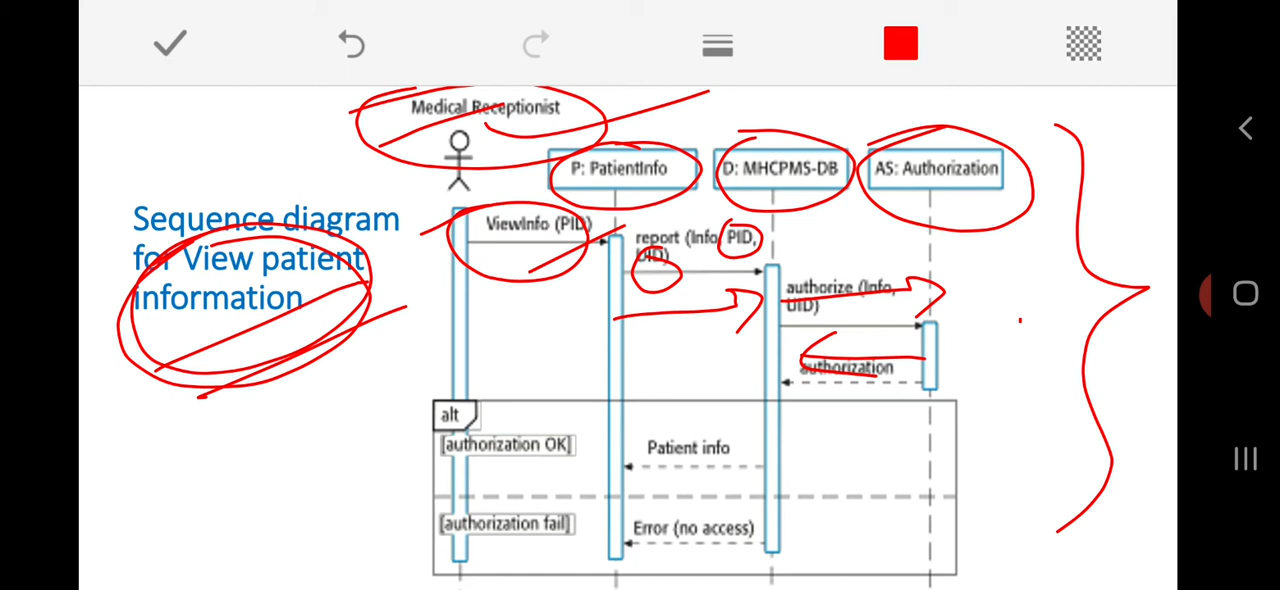 Medical Receptionist
P: PatientInfo
D: MHCPMS-DB
AS: Authorization
Sequence diagram
for View patient
information
ViewInfo (PID)
report (Info, PID,
UID)
authorize (Info,
UID)
authorization
alt
[authorization OK]
Patient info
[authorization fail]
Error (no access)